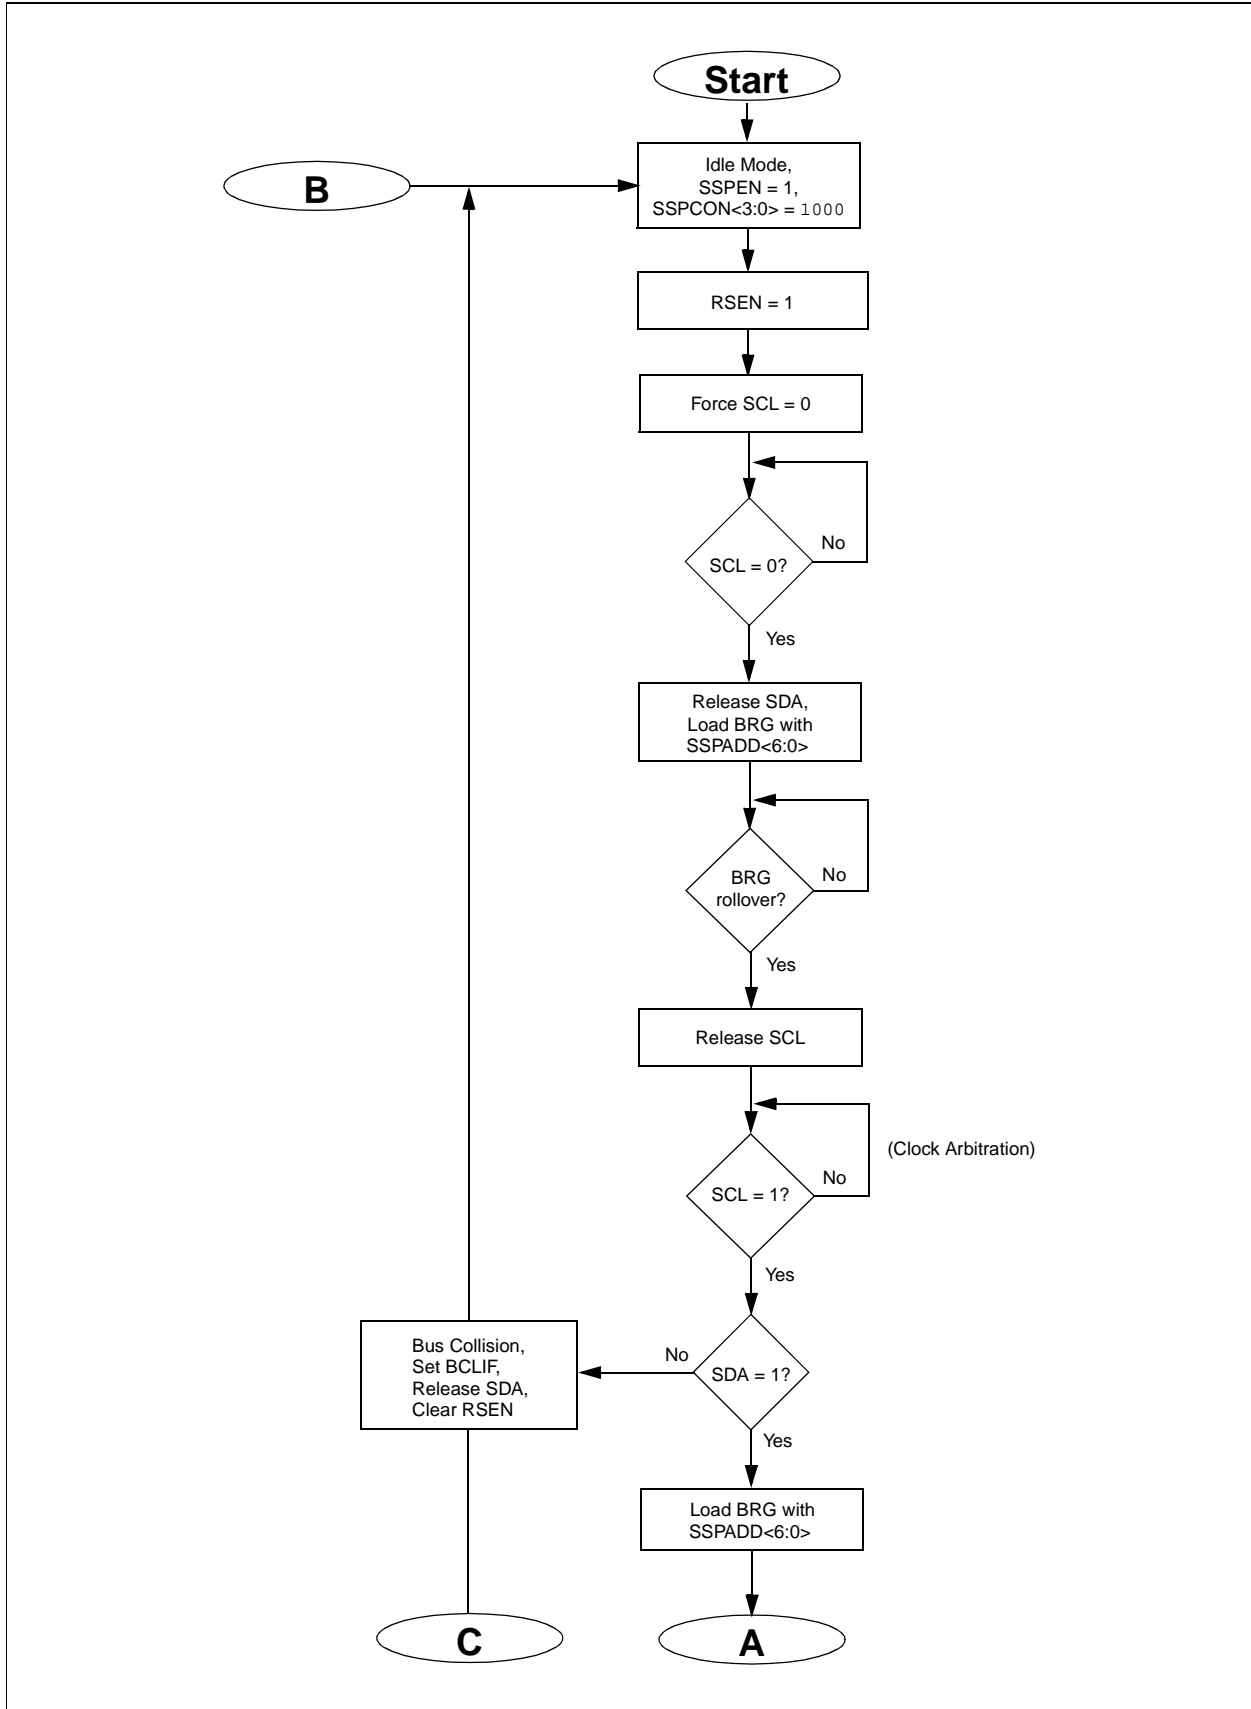 Start
B
Idle Mode,
SSPEN = 1,
SSPCON<3:0> = 1000
RSEN = 1
Force SCL = 0
No
SCL = 0?
Yes
Release SDA,
Load BRG with
SSPADD<6:0>
No
BRG
rollover?
Yes
Release SCL
(Clock Arbitration)
No
SCL = 1?
Yes
Bus Collision,
Set BCLIF,
Release SDA,
Clear RSEN
No
SDA = 1?
Yes
Load BRG with
SSPADD<6:0>
C
A